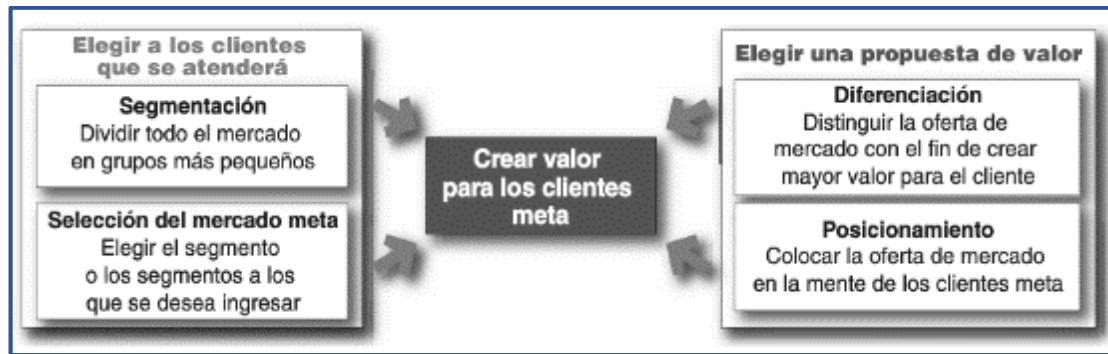 Elegir a los clientes
que se atenderá
Segmentación
Dividir todo el mercado
en grupos más pequeños
Selección del mercado meta
Elegir el segmento
o los segmentos a los
que se desea ingresar
Crear valor
para los clientes
meta
Elegir una propuesta de valor
Diferenciación
Distinguir la oferta de
mercado con el fin de crear
mayor valor para el cliente
Posicionamiento
Colocar la oferta de mercado
en la mente de los clientes meta